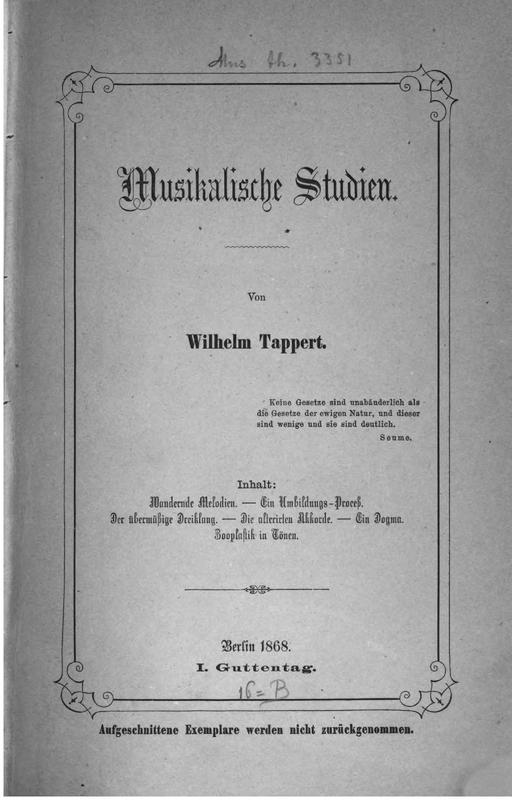 Mus th. 3351
Musikalische Studien.
Von
Wilhelm Tappert.
Keine Gesetze sind unabänderlich als
die Gesetze der ewigen Natur, und dieser
sind wenige und sie sind deutlich.
Seume.
Inhalt:
Wandernde Melodien. — Ein Umbildungs-Proceß.
Der übermäßige Dreiklang. — Die alterirten Akkorde. — Ein Dogma.
Zooplastik in Tönen.
Berlin 1868.
I. Guttentag.
16= B
Aufgeschnittene Exemplare werden nicht zurückgenommen.